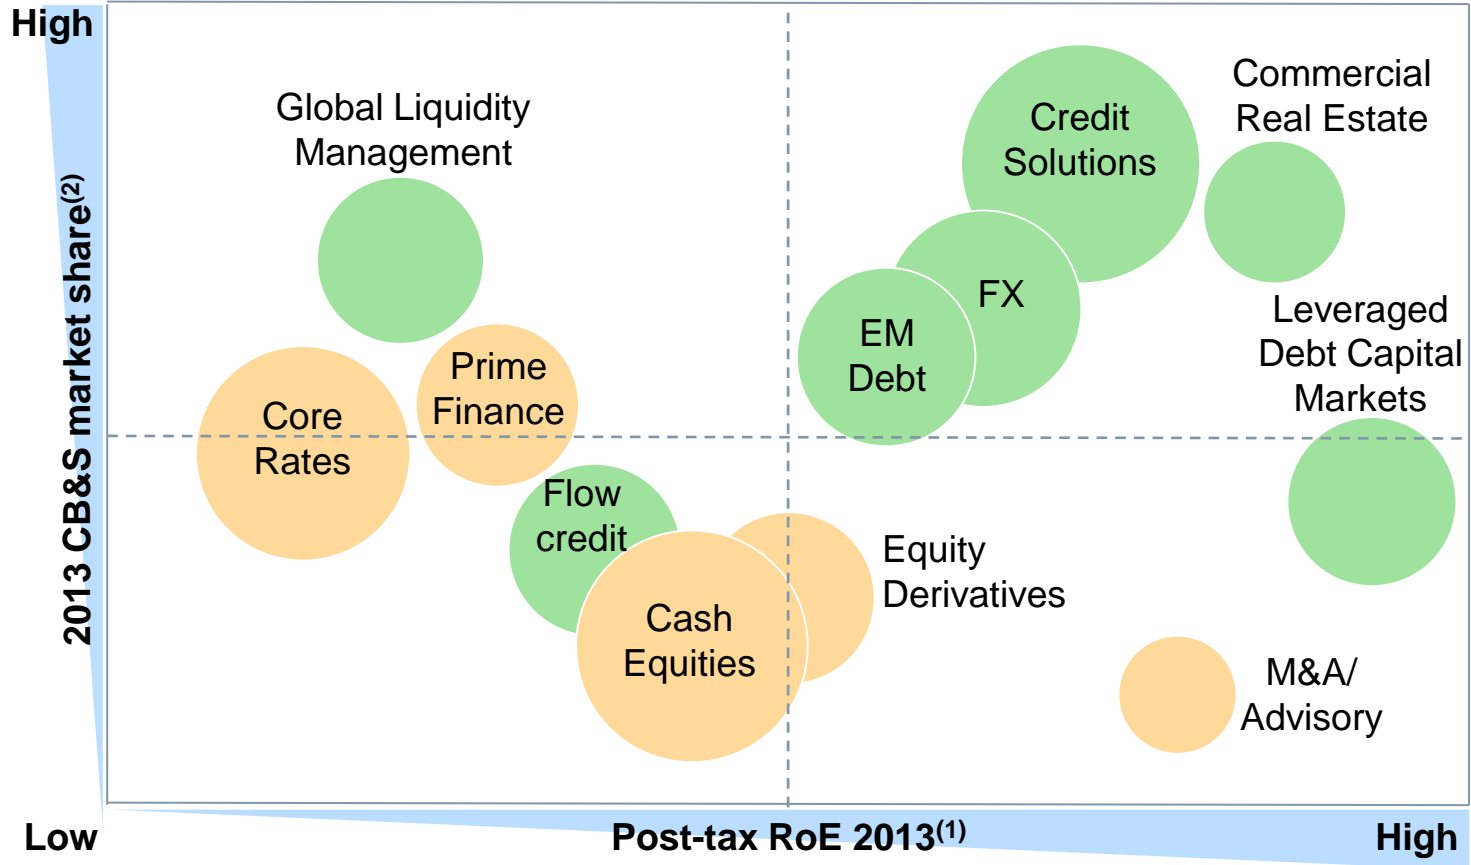 High
2013 CB&S market share(2)
Global Liquidity
Management
Credit
Solutions
Commercial
Real Estate
FX
EM
Debt
Leveraged
Debt Capital
Markets
Prime
Finance
Core
Rates
Flow
credit
Equity
Derivatives
Cash
Equities
M&A/
Advisory
Low
Post-tax RoE 2013(1)
High